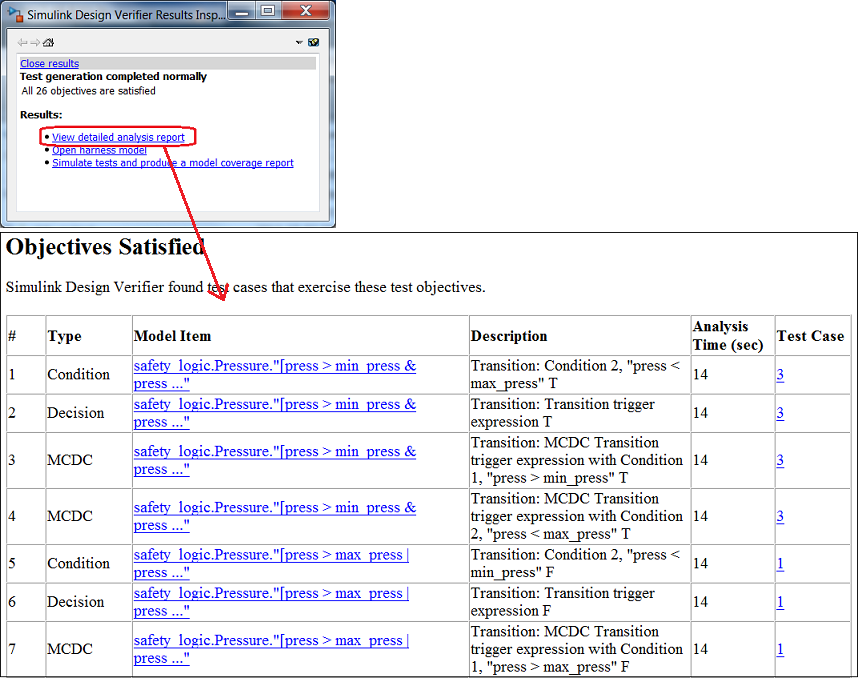 Simulink Design Verifier Results Insp...
Close results
Test generation completed normally
All 26 objectives are satisfied
Results:
View detailed analysis report
Open harness model
Simulate tests and produce a model coverage report
Objectives Satisfied
Simulink Design Verifier found test cases that exercise these test objectives.
# Type Model Item Description Analysis Time (sec) Test Case
1 Condition safety_logic.Pressure."[press > min_press &
press ..."
Transition: Condition 2, "press <
max_press" T
14 3
2 Decision safety_logic.Pressure."[press > min_press &
press ..."
Transition: Transition trigger
expression T
14 3
3 MCDC safety_logic.Pressure."[press > min_press &
press ..."
Transition: MCDC Transition
trigger expression with Condition
1, "press > min_press" T
14 3
4 MCDC safety_logic.Pressure."[press > min_press &
press ..."
Transition: MCDC Transition
trigger expression with Condition
2, "press < max_press" T
14 3
5 Condition safety_logic.Pressure."[press > max_press |
press ..."
Transition: Condition 2, "press <
min_press" F
14 1
6 Decision safety_logic.Pressure."[press > max_press |
press ..."
Transition: Transition trigger
expression F
14 1
7 MCDC safety_logic.Pressure."[press > max_press |
press ..."
Transition: MCDC Transition
trigger expression with Condition
1, "press > max_press" F
14 1